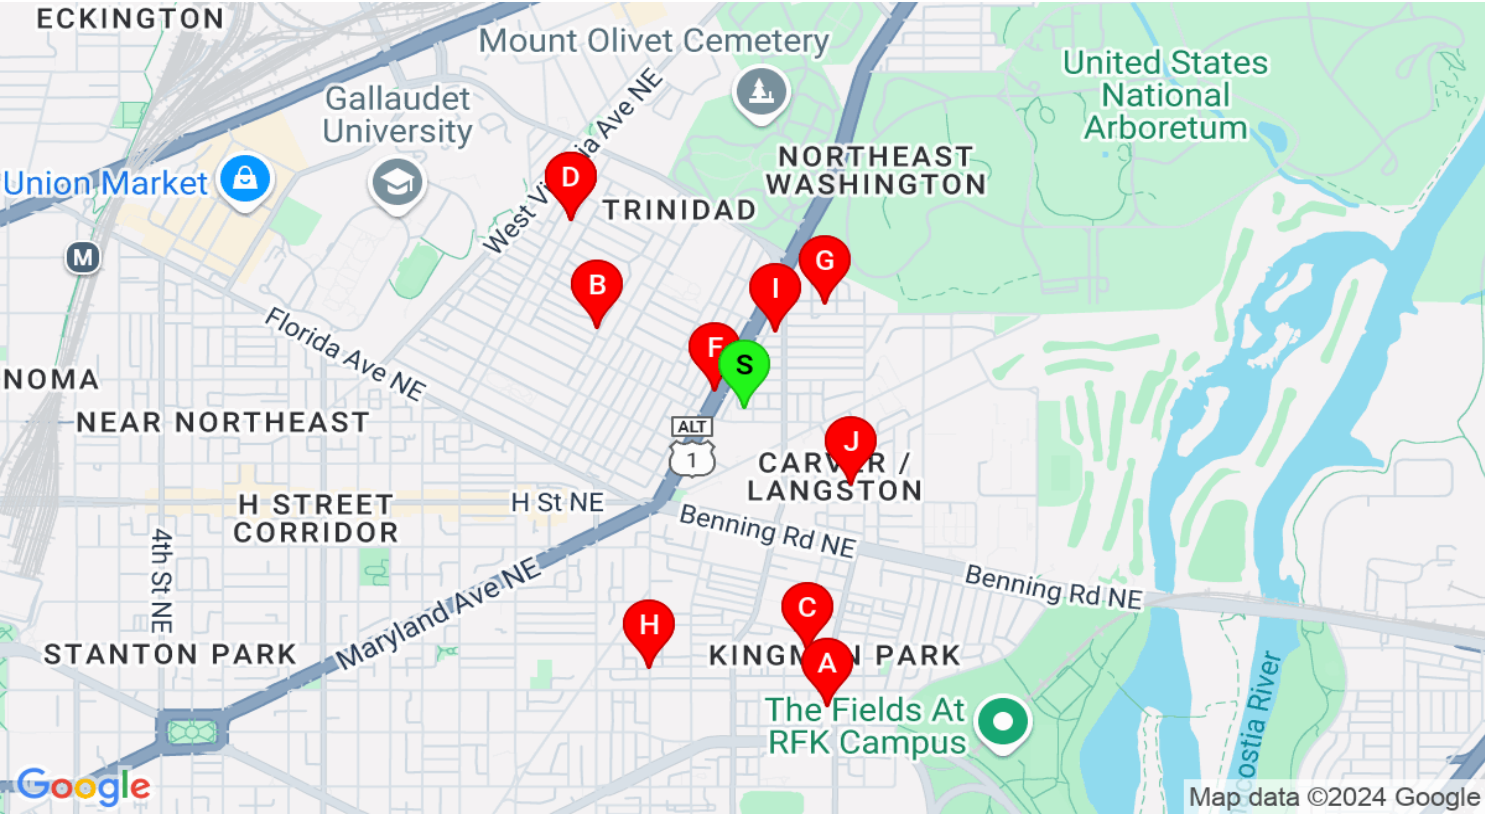 ECKINGTON
Mount Olivet Cemetery
Gallaudet
University
West Virginia Ave NE
United States
National
Arboretum
NORTHEAST
WASHINGTON
Union Market
D
TRINIDAD
M
G
B
I
Florida Ave NE
F
S
NOMA
NEAR NORTHEAST
ALT
1
J
CARVER /
LANGSTON
H STREET
CORRIDOR
H St NE
Benning Rd NE
4th St NE
Maryland Ave NE
Benning Rd NE
C
H
STANTON PARK
KINGMAN PARK
A
The Fields At
RFK Campus
Google
Map data ©2024 Google